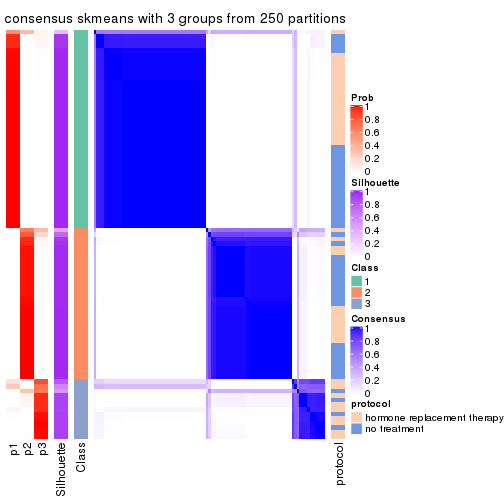 consensus skmeans with 3 groups from 250 partitions
Prob
1
0.8
0.6
0.4
0.2
0
Silhouette
1
0.8
0.6
0.4
0.2
0
Class
1
2
3
Consensus
1
0.8
0.6
0.4
0.2
0
protocol
hormone replacement therapy
no treatment
p1
p2
p3
Silhouette
Class
protocol